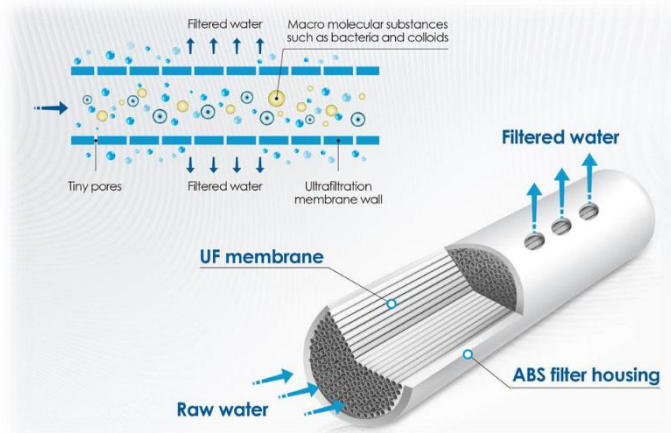 Filtered water
Macro molecular substances
such as bacteria and colloids
Tiny pores
Filtered water
Ultrafiltration
membrane wall
Filtered water
UF membrane
ABS filter housing
Raw water